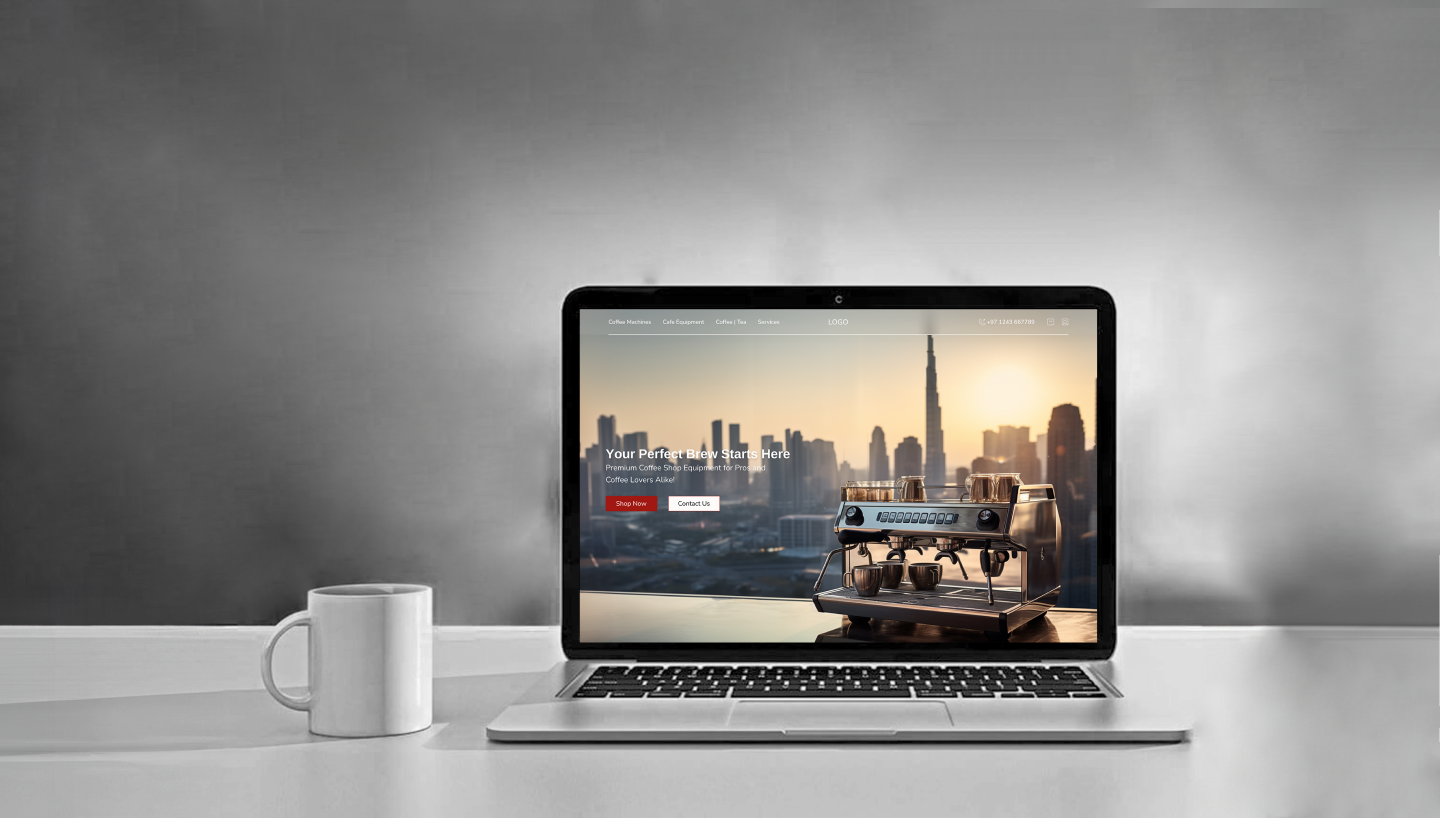 Coffee Machines Cafe Equipment Coffee | Tea Services LOGO +97 1243 667789
Your Perfect Brew Starts Here
Premium Coffee Shop Equipment for Pros and
Coffee Lovers Alike!
Shop Now Contact Us